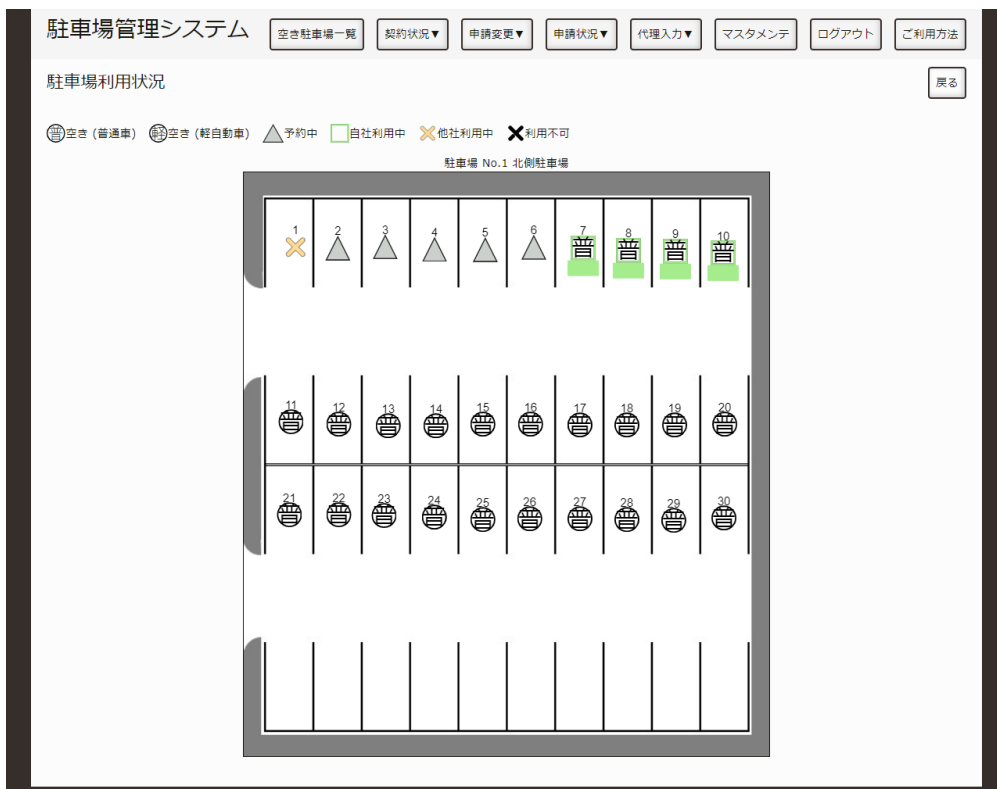 駐車場管理システム 空き駐車場一覧 契約状況▼ 申請変更▼ 申請状況▼ 代理入力▼ マスタメンテ ログアウト ご利用方法
駐車場利用状況 戻る
普 空き (普通車) 軽 空き (軽自動車) 予約中 自社利用中 他社利用中 利用不可
駐車場 No.1 北側駐車場
1 2 3 4 5 6 7 8 9 10
普 普 普 普
11 12 13 14 15 16 17 18 19 20
普 普 普 普 普 普 普 普 普 普
21 22 23 24 25 26 27 28 29 30
普 普 普 普 普 普 普 普 普 普